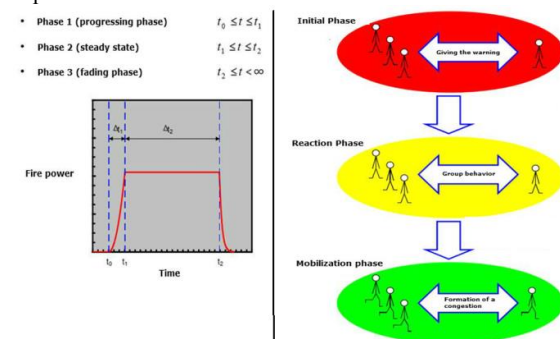 • Phase 1 (progressing phase) t₀ ≤ t ≤ t₁
• Phase 2 (steady state) t₁ ≤ t ≤ t₂
• Phase 3 (fading phase) t₂ ≤ t < ∞
Δt₁ Δt₂
Fire power
t₀ t₁ t₂
Time
Initial Phase
Giving the warning
Reaction Phase
Group behavior
Mobilization phase
Formation of a
congestion